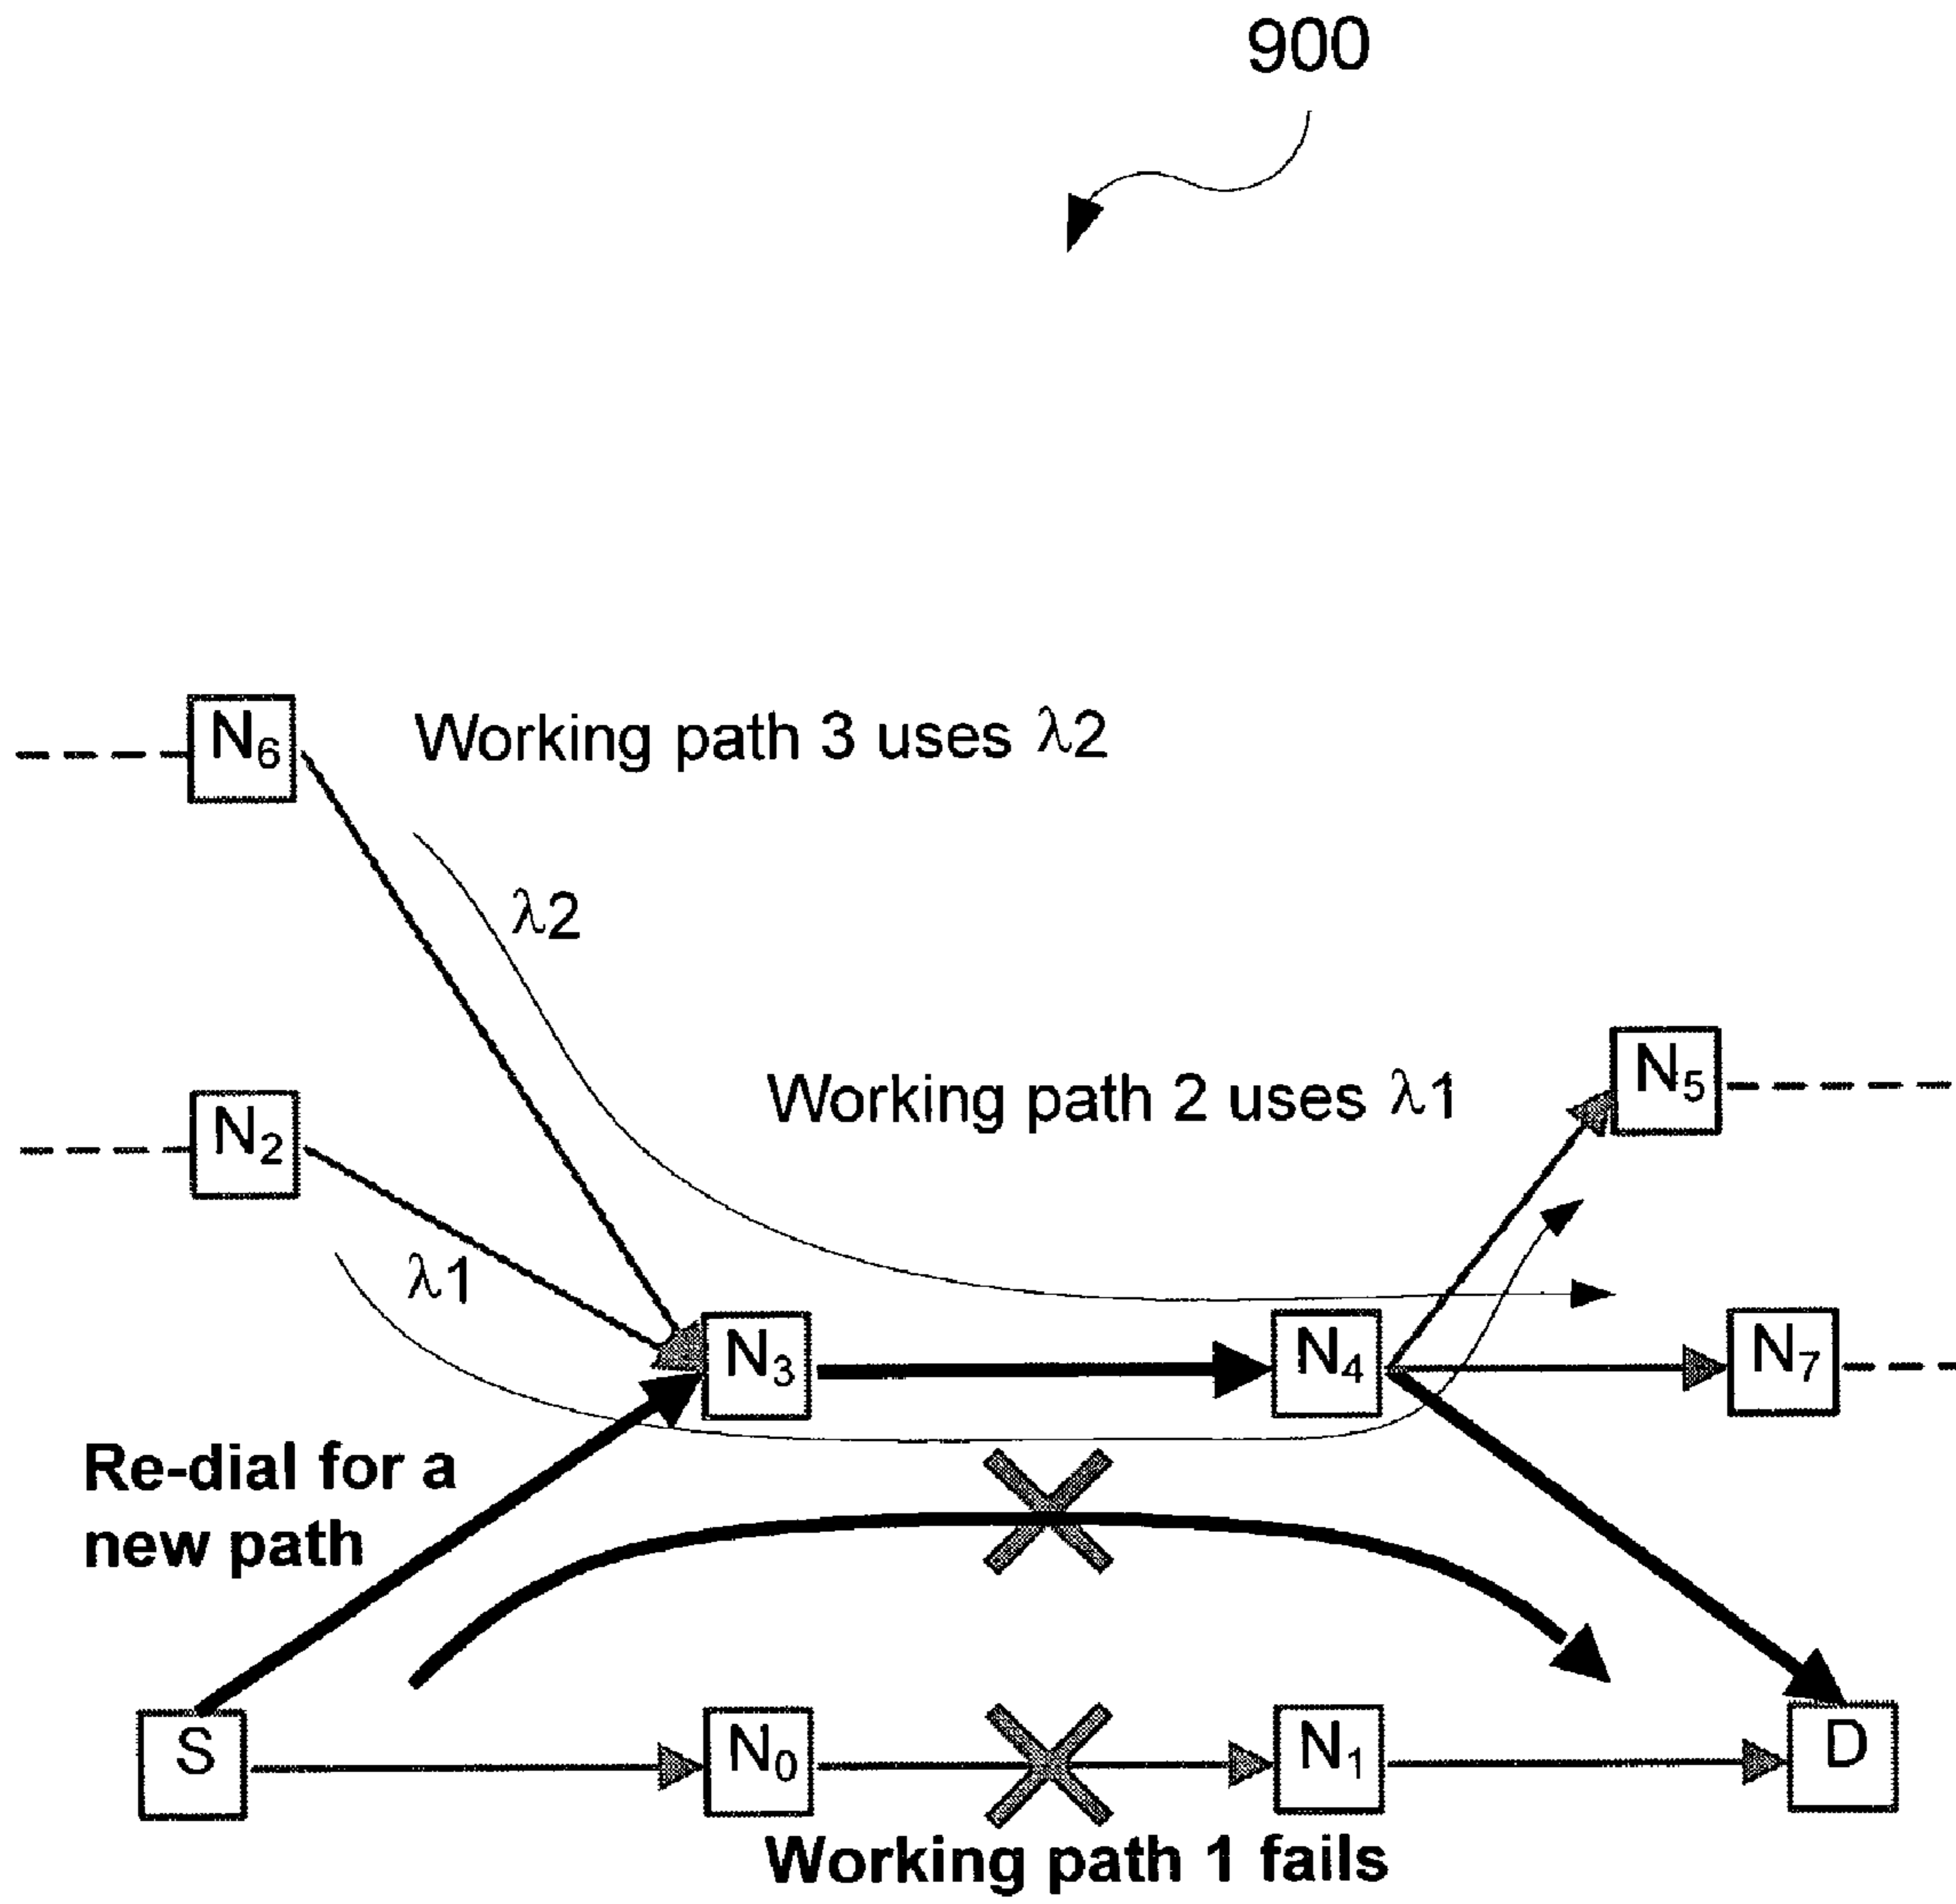 900
N6
Working path 3 uses λ2
λ2
N5
Working path 2 uses λ1
N2
λ1
N3
N4
N7
Re-dial for a
new path
S
N0
N1
D
Working path 1 fails